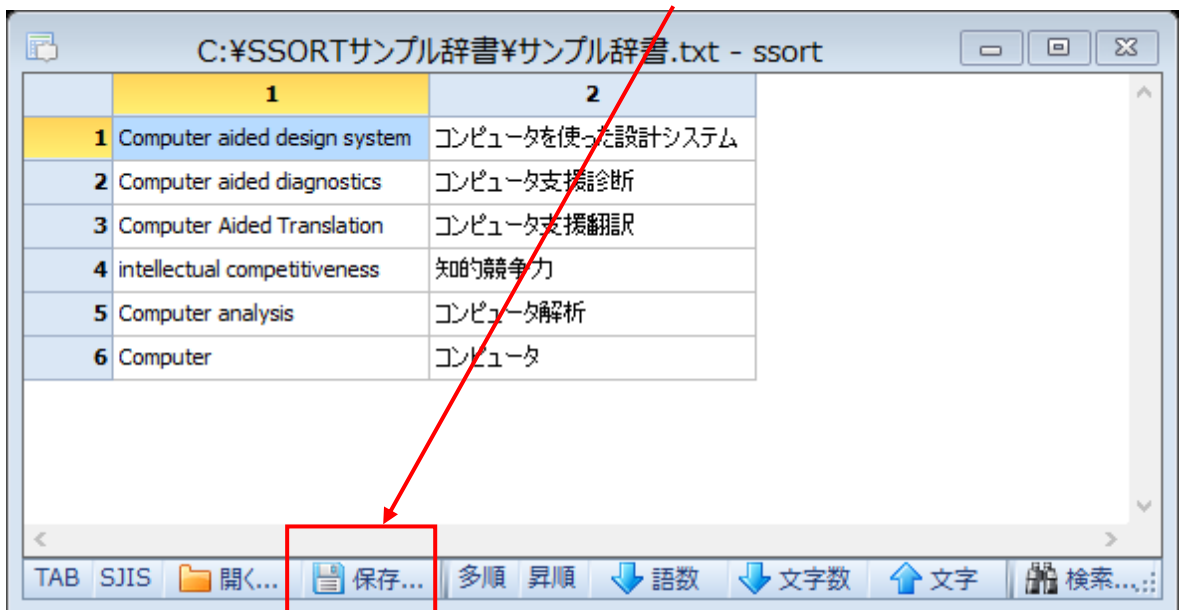 C:¥SSORTサンプル辞書¥サンプル辞書.txt - ssort
1 2
1 Computer aided design system コンピュータを使った設計システム
2 Computer aided diagnostics コンピュータ支援診断
3 Computer Aided Translation コンピュータ支援翻訳
4 intellectual competitiveness 知的競争力
5 Computer analysis コンピュータ解析
6 Computer コンピュータ
TAB SJIS 開く... 保存... 多順 昇順 語数 文字数 文字 検索...